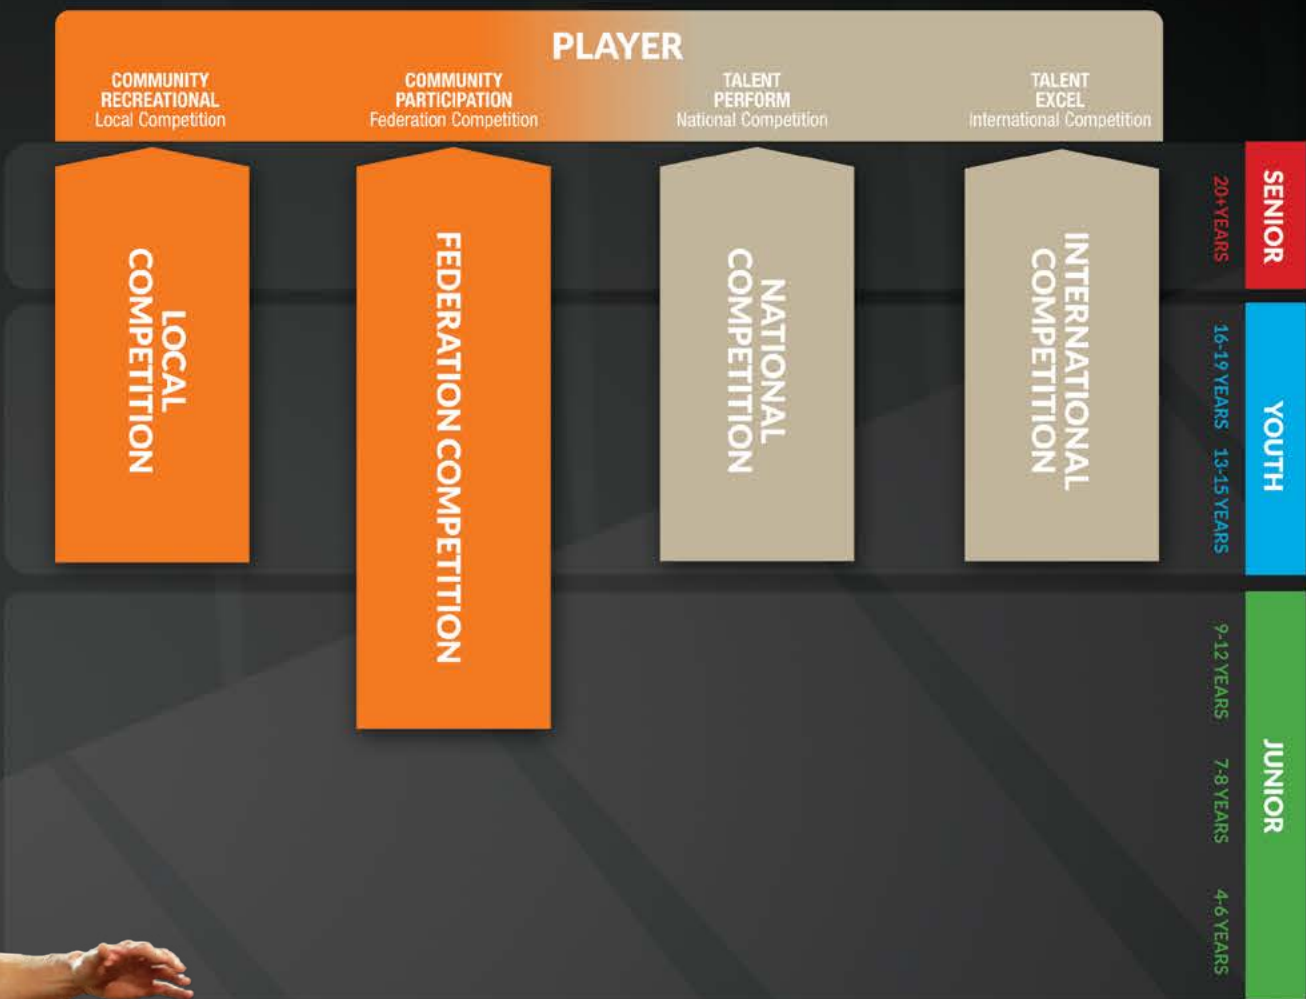 PLAYER
COMMUNITY
RECREATIONAL
Local Competition
COMMUNITY
PARTICIPATION
Federation Competition
TALENT
PERFORM
National Competition
TALENT
EXCEL
International Competition
LOCAL
COMPETITION
FEDERATION COMPETITION
NATIONAL
COMPETITION
INTERNATIONAL
COMPETITION
SENIOR
20+YEARS
YOUTH
16-19 YEARS
13-15 YEARS
JUNIOR
9-12 YEARS
7-8 YEARS
4-6 YEARS